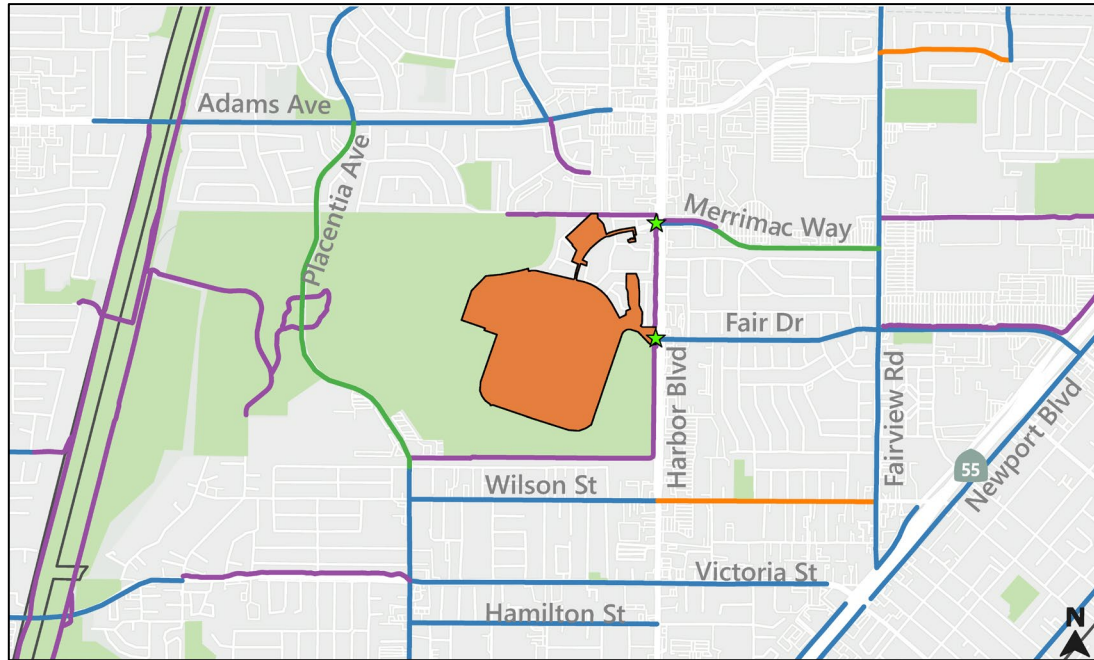 Adams Ave
Placentia Ave
Merrimac Way
Fair Dr
Harbor Blvd
Fairview Rd
Newport Blvd
55
Wilson St
Victoria St
Hamilton St
N